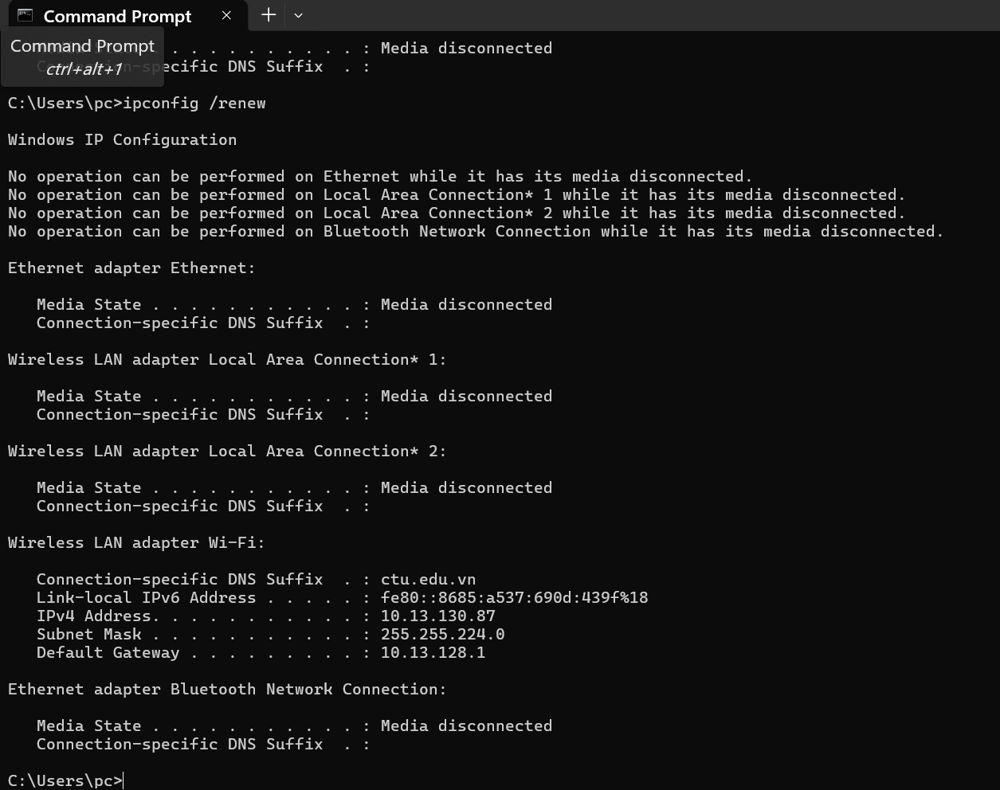 Command Prompt
Command Prompt
ctrl+alt+1
. . . . . . . . . . : Media disconnected
Connection-specific DNS Suffix  . :
C:\Users\pc>ipconfig /renew
Windows IP Configuration
No operation can be performed on Ethernet while it has its media disconnected.
No operation can be performed on Local Area Connection* 1 while it has its media disconnected.
No operation can be performed on Local Area Connection* 2 while it has its media disconnected.
No operation can be performed on Bluetooth Network Connection while it has its media disconnected.
Ethernet adapter Ethernet:
Media State . . . . . . . . . . . : Media disconnected
Connection-specific DNS Suffix  . :
Wireless LAN adapter Local Area Connection* 1:
Media State . . . . . . . . . . . : Media disconnected
Connection-specific DNS Suffix  . :
Wireless LAN adapter Local Area Connection* 2:
Media State . . . . . . . . . . . : Media disconnected
Connection-specific DNS Suffix  . :
Wireless LAN adapter Wi-Fi:
Connection-specific DNS Suffix  . : ctu.edu.vn
Link-local IPv6 Address . . . . . : fe80::8685:a537:690d:439f%18
IPv4 Address. . . . . . . . . . . : 10.13.130.87
Subnet Mask . . . . . . . . . . . : 255.255.224.0
Default Gateway . . . . . . . . . : 10.13.128.1
Ethernet adapter Bluetooth Network Connection:
Media State . . . . . . . . . . . : Media disconnected
Connection-specific DNS Suffix  . :
C:\Users\pc>